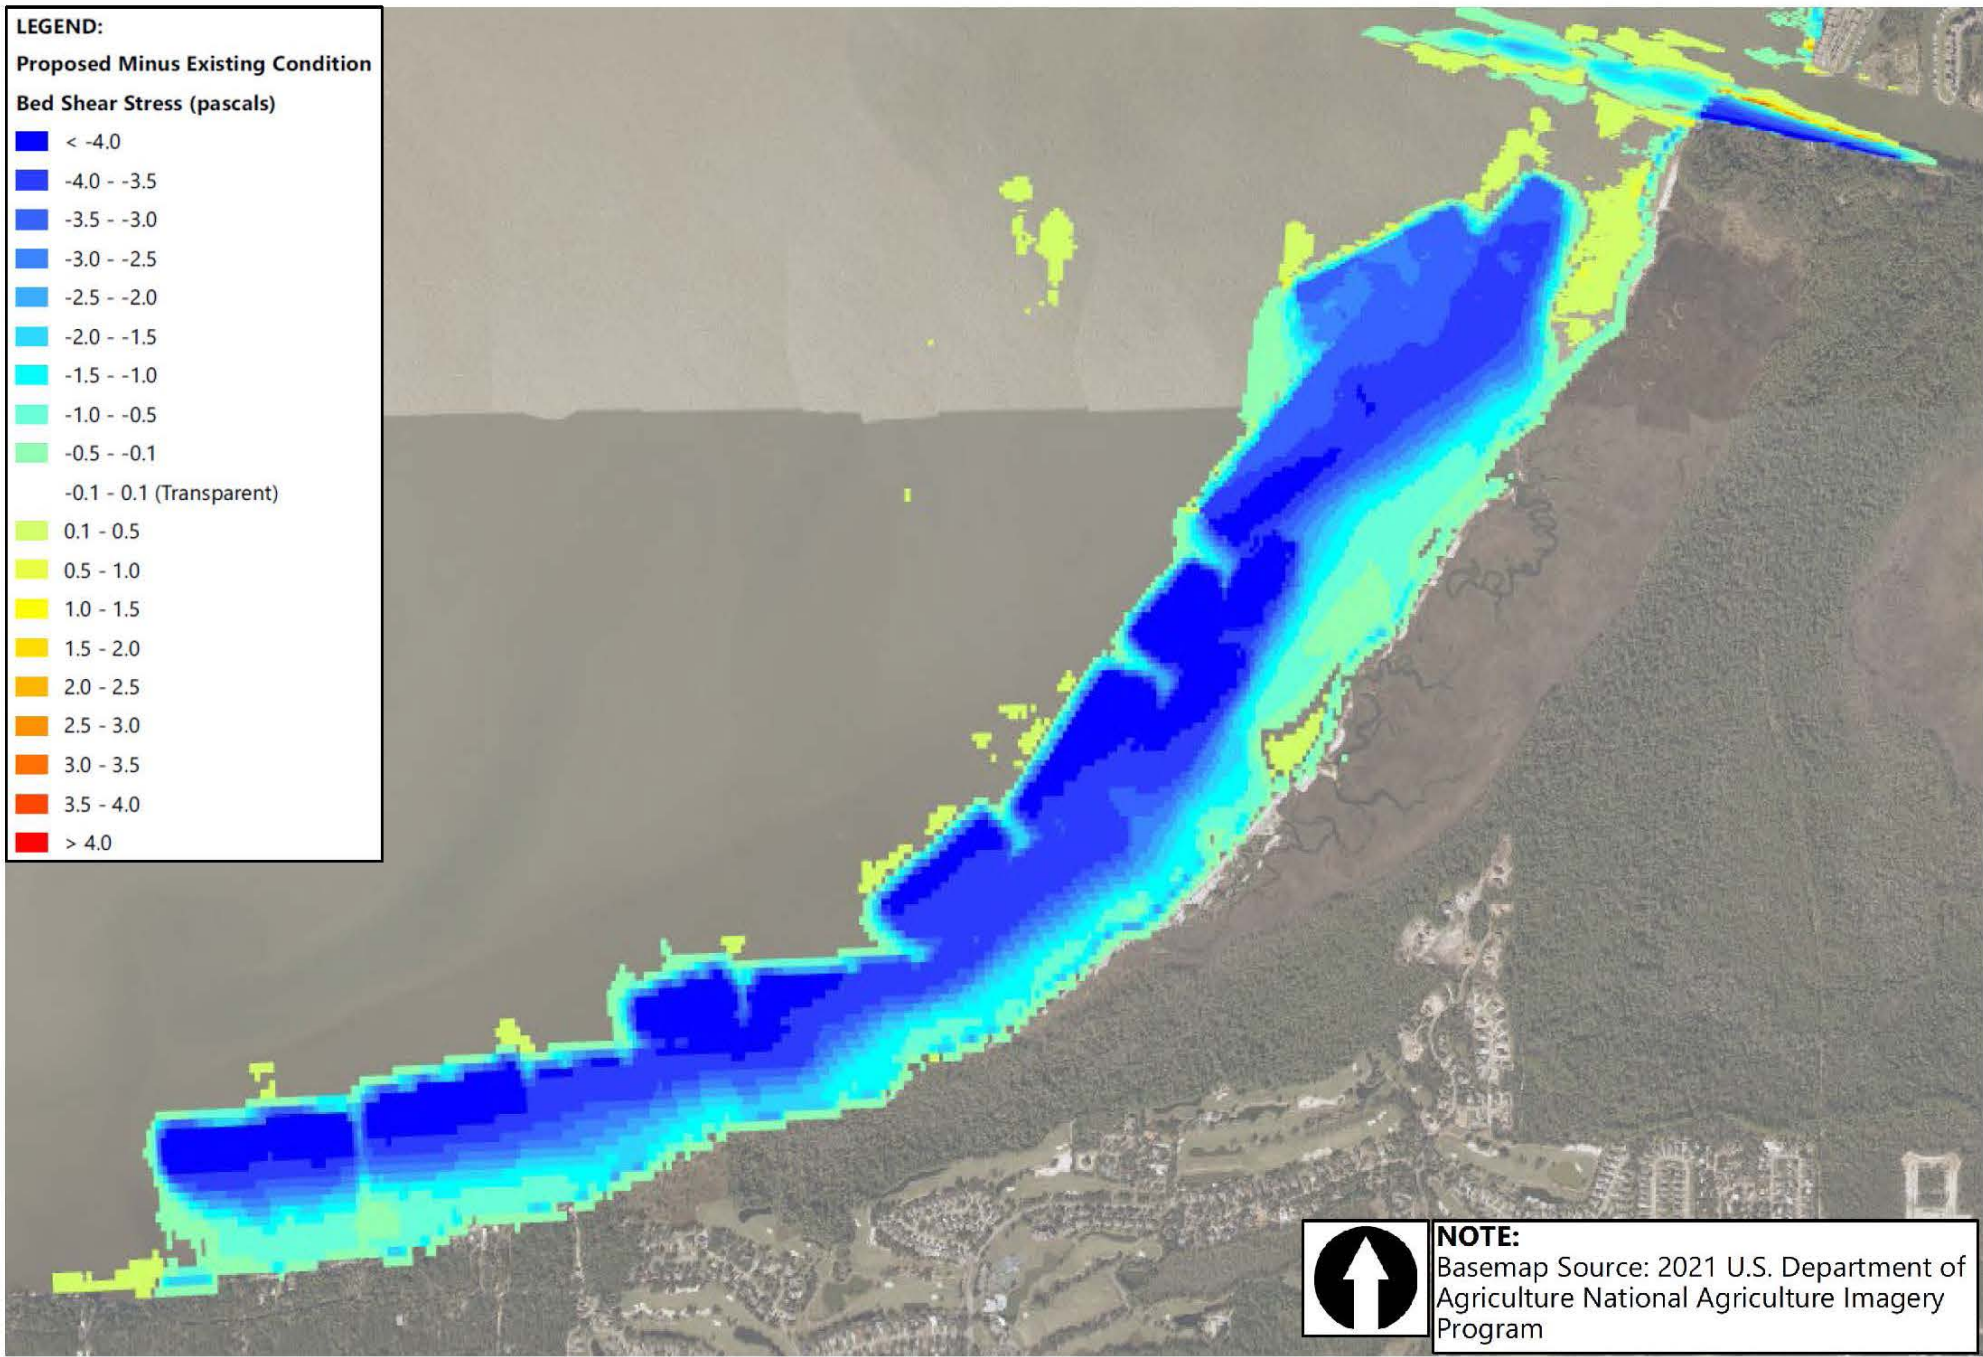 LEGEND:
Proposed Minus Existing Condition
Bed Shear Stress (pascals)
< -4.0
-4.0 - -3.5
-3.5 - -3.0
-3.0 - -2.5
-2.5 - -2.0
-2.0 - -1.5
-1.5 - -1.0
-1.0 - -0.5
-0.5 - -0.1
-0.1 - 0.1 (Transparent)
0.1 - 0.5
0.5 - 1.0
1.0 - 1.5
1.5 - 2.0
2.0 - 2.5
2.5 - 3.0
3.0 - 3.5
3.5 - 4.0
> 4.0
NOTE:
Basemap Source: 2021 U.S. Department of
Agriculture National Agriculture Imagery
Program